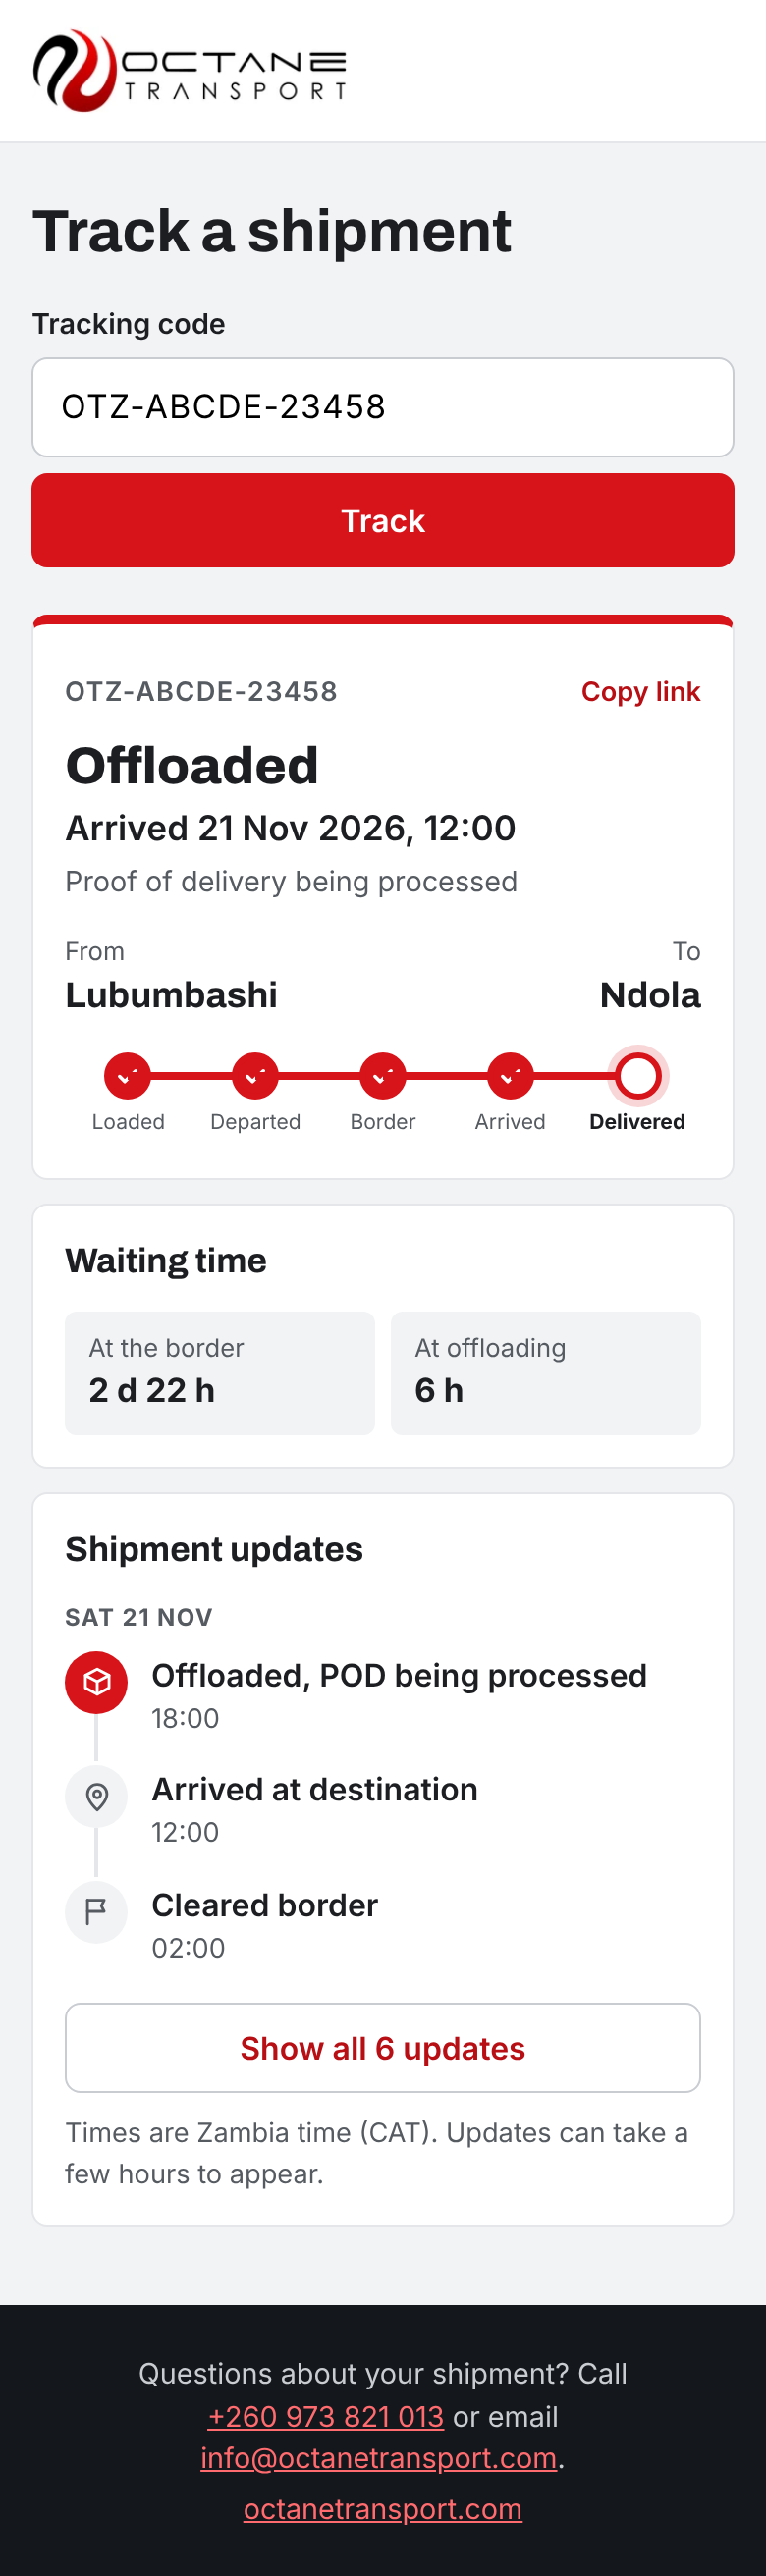 OCTANE
TRANSPORT
Track a shipment
Tracking code
OTZ-ABCDE-23458
Track
OTZ-ABCDE-23458 Copy link
Offloaded
Arrived 21 Nov 2026, 12:00
Proof of delivery being processed
From To
Lubumbashi Ndola
Loaded Departed Border Arrived Delivered
Waiting time
At the border At offloading
2 d 22 h 6 h
Shipment updates
SAT 21 NOV
Offloaded, POD being processed
18:00
Arrived at destination
12:00
Cleared border
02:00
Show all 6 updates
Times are Zambia time (CAT). Updates can take a
few hours to appear.
Questions about your shipment? Call
+260 973 821 013 or email
info@octanetransport.com.
octanetransport.com